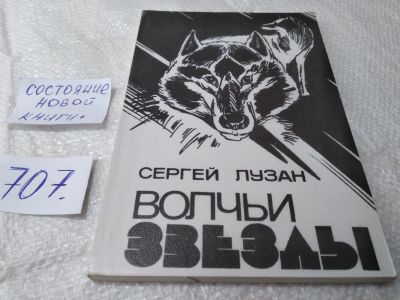 состояние
новой
книги.
707.
СЕРГЕЙ ЛУЗАН
ВОЛЧЬИ
ЗВЕЗДЫ